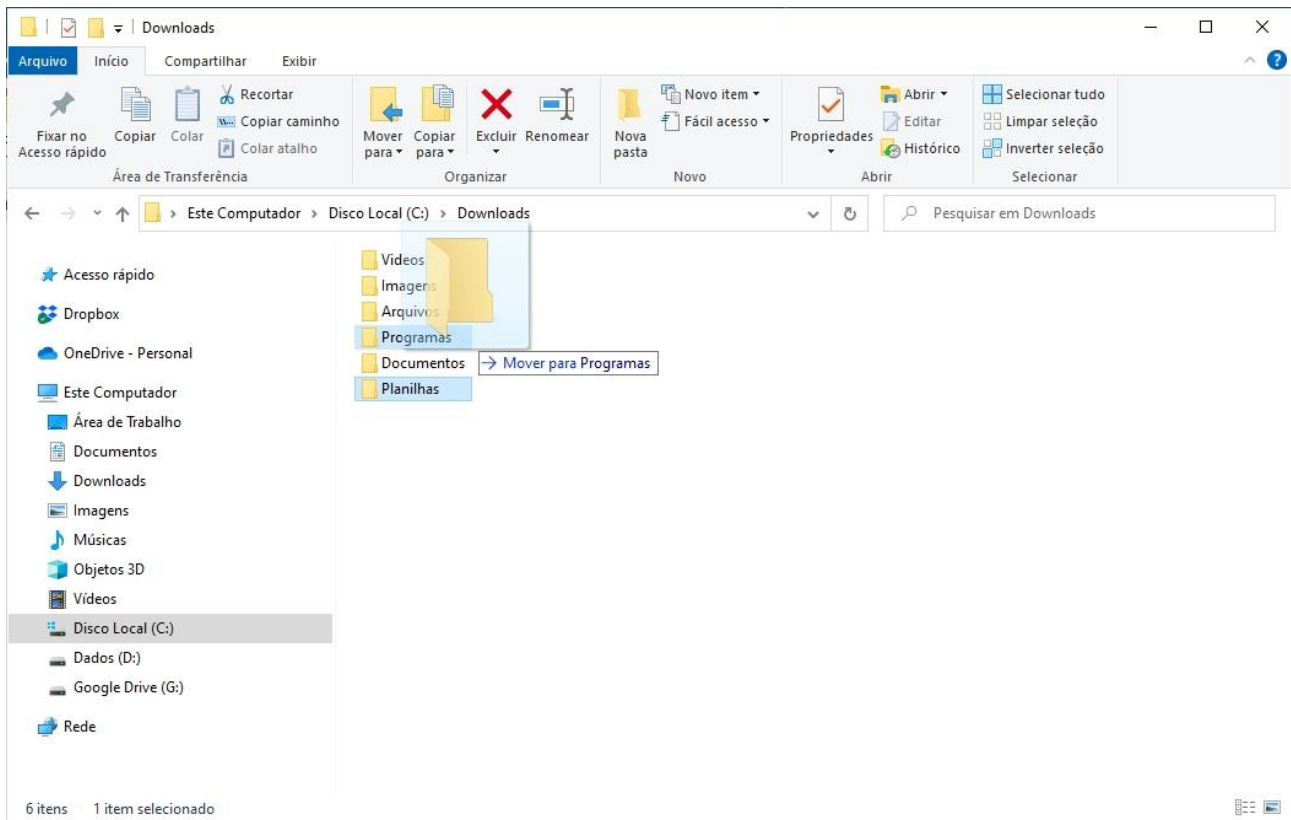 Downloads
Arquivo Início Compartilhar Exibir
Fixar no Acesso rápido
Copiar
Colar
Recortar
Copiar caminho
Colar atalho
Área de Transferência
Mover para
Copiar para
Excluir
Renomear
Organizar
Nova pasta
Novo item
Fácil acesso
Novo
Propriedades
Abrir
Editar
Histórico
Abrir
Selecionar tudo
Limpar seleção
Inverter seleção
Selecionar
Este Computador > Disco Local (C:) > Downloads
Pesquisar em Downloads
Acesso rápido
Dropbox
OneDrive - Personal
Este Computador
Área de Trabalho
Documentos
Downloads
Imagens
Músicas
Objetos 3D
Vídeos
Disco Local (C:)
Dados (D:)
Google Drive (G:)
Rede
Videos
Imagens
Arquivos
Programas
Documentos
Mover para Programas
Planilhas
6 itens 1 item selecionado